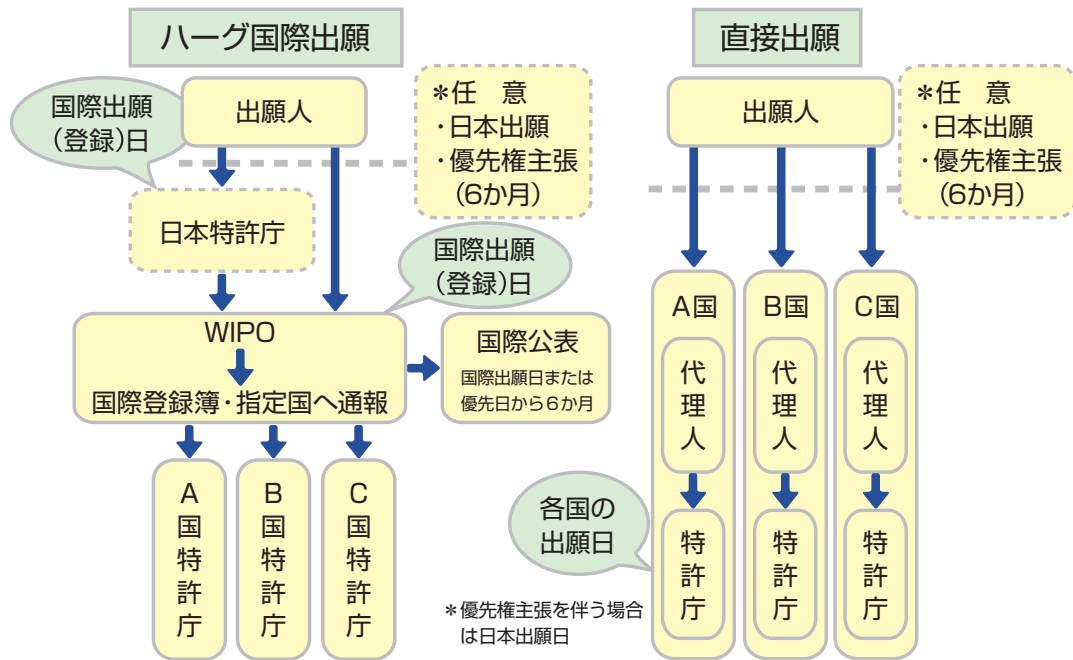 ハーグ国際出願
国際出願
（登録）日
出願人
＊任　意
・日本出願
・優先権主張
（6か月）
日本特許庁
国際出願
（登録）日
WIPO
国際登録簿・指定国へ通報
国際公表
国際出願日または
優先日から6か月
A国特許庁
B国特許庁
C国特許庁
直接出願
出願人
＊任　意
・日本出願
・優先権主張
（6か月）
A国
代理人
特許庁
B国
代理人
特許庁
C国
代理人
特許庁
各国の
出願日
＊優先権主張を伴う場合
は日本出願日